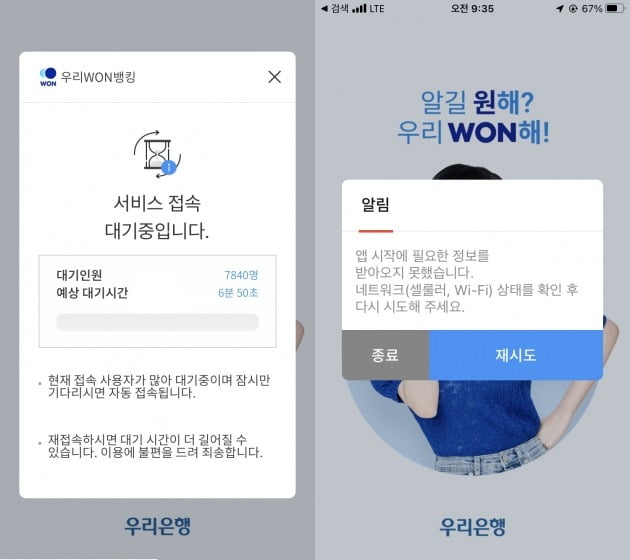 WON 우리WON뱅킹
서비스 접속
대기중입니다.
대기인원 7840명
예상 대기시간 6분 50초
현재 접속 사용자가 많아 대기중이며 잠시만
기다리시면 자동 접속됩니다.
재접속하시면 대기 시간이 더 길어질 수
있습니다. 이용에 불편을 드려 죄송합니다.
우리은행
검색 LTE 오전 9:35 67%
알길 원해?
우리 WON해!
알림
앱 시작에 필요한 정보를
받아오지 못했습니다.
네트워크(셀룰러, Wi-Fi) 상태를 확인 후
다시 시도해 주세요.
종료 재시도
우리은행